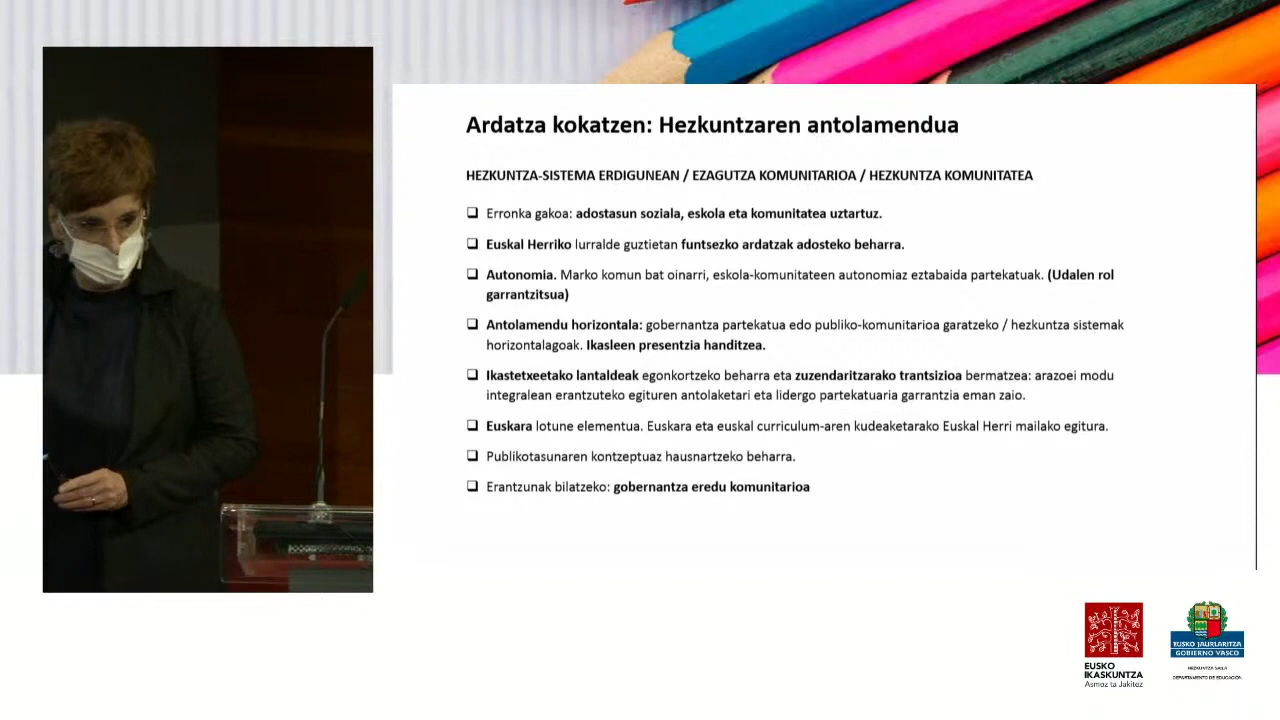 Ardatza kokatzen: Hezkuntzaren antolamendua
HEZKUNTZA-SISTEMA ERDIGUNEAN / EZAGUTZA KOMUNITARIOA / HEZKUNTZA KOMUNITATEA
❑ Erronka gakoa: adostasun soziala, eskola eta komunitatea uztartuz.
❑ Euskal Herriko lurralde guztietan funtsezko ardatzak adosteko beharra.
❑ Autonomia. Marko komun bat oinarri, eskola-komunitateen autonomiaz eztabaida partekatuak. (Udalen rol
garrantzitsua)
❑ Antolamendu horizontala: gobernantza partekatua edo publiko-komunitarioa garatzeko / hezkuntza sistemak
horizontalagoak. Ikasleen presentzia handitzea.
❑ Ikastetxeetako lantaldeak egonkortzeko beharra eta zuzendaritzarako trantsizioa bermatzea: arazoei modu
integralean erantzuteko egituren antolaketari eta lidergo partekatuaria garrantzia eman zaio.
❑ Euskara lotune elementua. Euskara eta euskal curriculum-aren kudeaketarako Euskal Herri mailako egitura.
❑ Publikotasunaren kontzeptuaz hausnartzeko beharra.
❑ Erantzunak bilatzeko: gobernantza eredu komunitarioa
EUSKO
IKASKUNTZA
Asmoz ta Jakitez
EUSKO JAURLARITZA
GOBIERNO VASCO
HEZKUNTZA SAILA
DEPARTAMENTO DE EDUCACIÓN